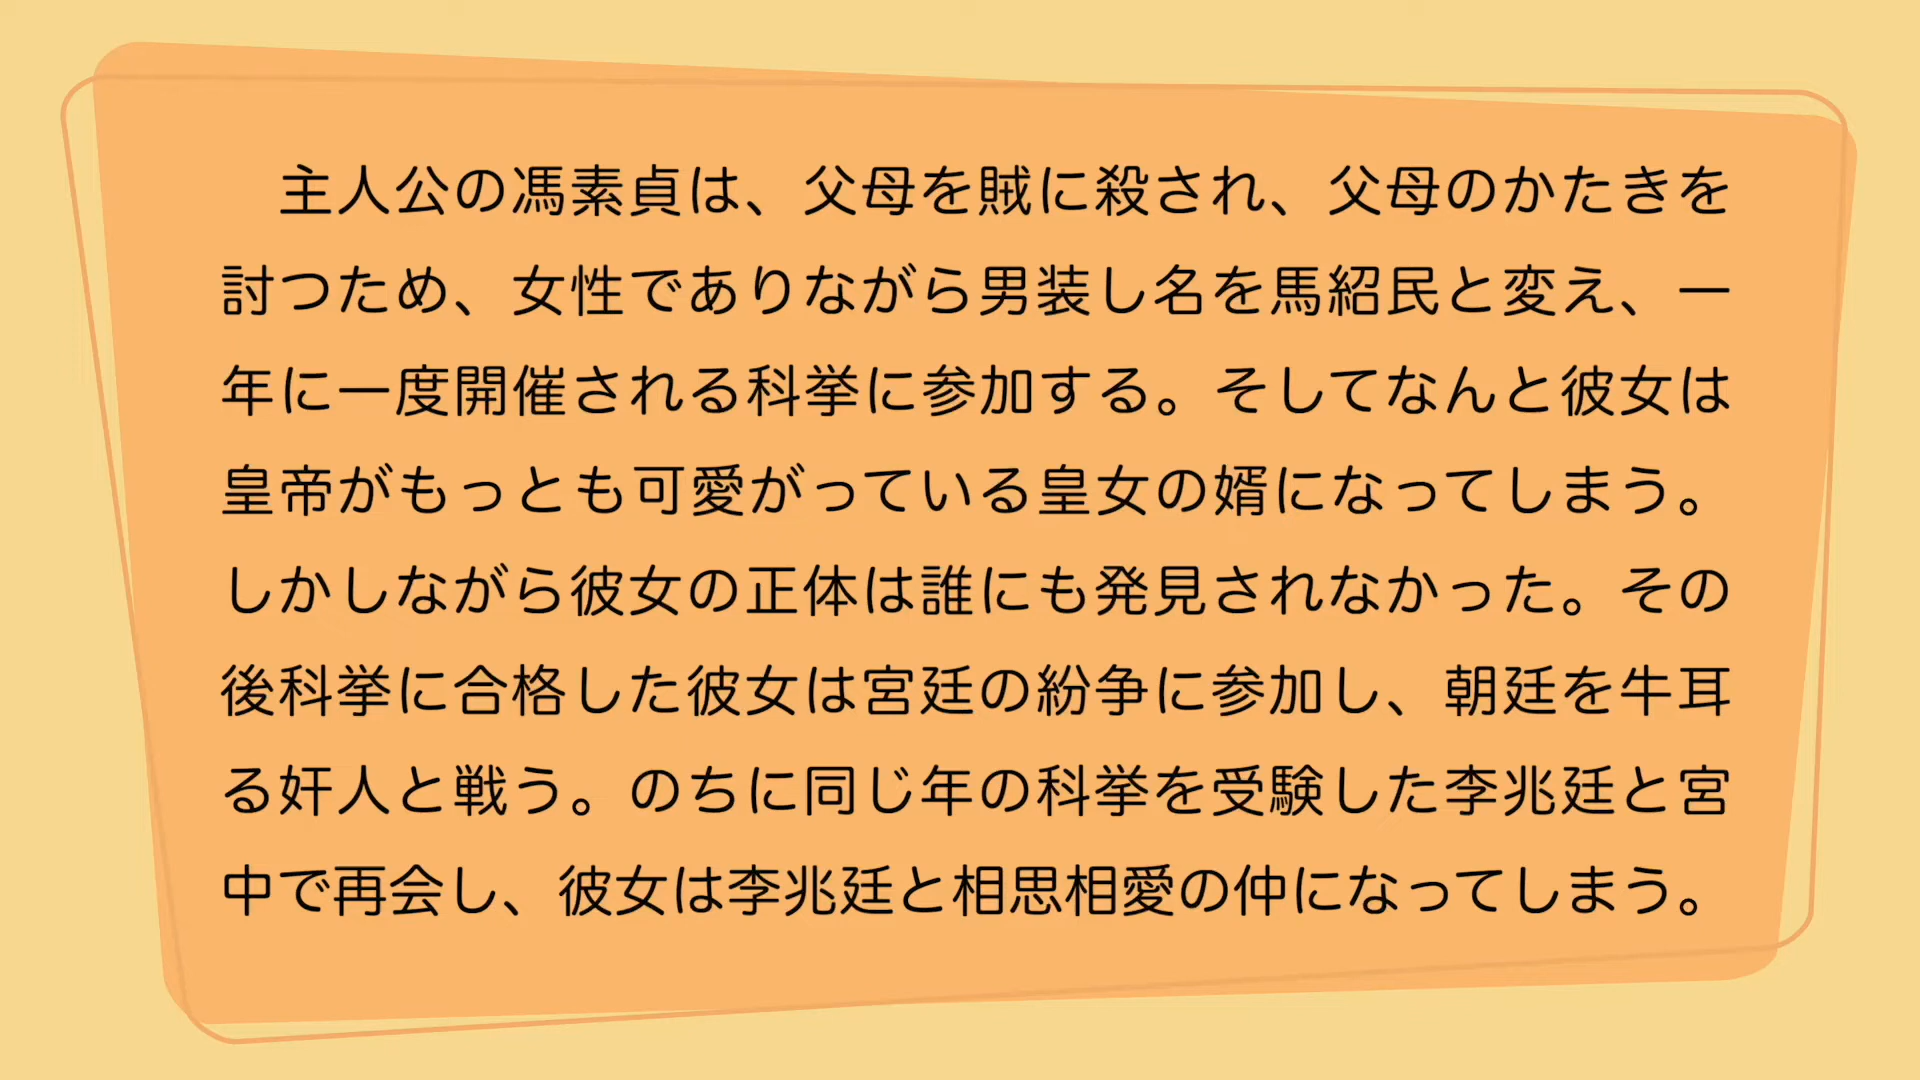 主人公の馮素貞は、父母を賊に殺され、父母のかたきを
討つため、女性でありながら男装し名を馬紹民と変え、一
年に一度開催される科挙に参加する。そしてなんと彼女は
皇帝がもっとも可愛がっている皇女の婿になってしまう。
しかしながら彼女の正体は誰にも発見されなかった。その
後科挙に合格した彼女は宮廷の紛争に参加し、朝廷を牛耳
る奸人と戦う。のちに同じ年の科挙を受験した李兆廷と宮
中で再会し、彼女は李兆廷と相思相愛の仲になってしまう。